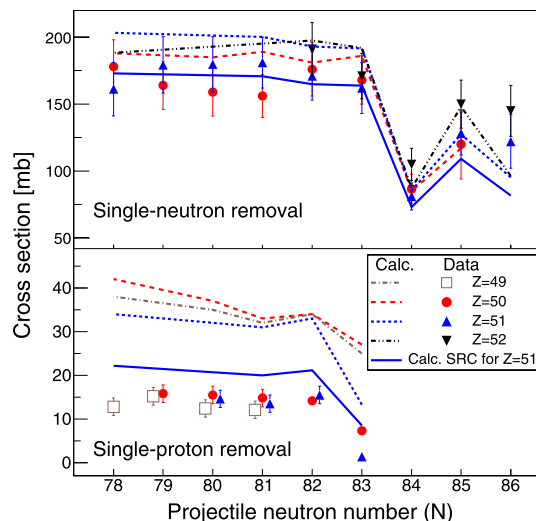 200
150
100
50
Single-neutron removal
Cross section [mb]
40
30
20
10
0
Calc. Data
Z=49
Z=50
Z=51
Z=52
Calc. SRC for Z=51
Single-proton removal
78 79 80 81 82 83 84 85 86
Projectile neutron number (N)